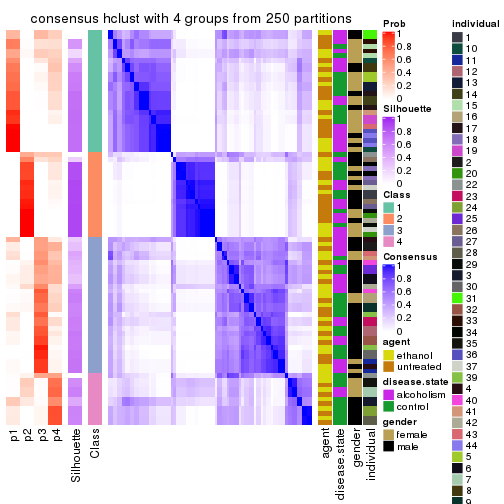 consensus hclust with 4 groups from 250 partitions
p1
p2
p3
p4
Silhouette
Class
agent
disease.state
gender
individual
Prob
1
0.8
0.6
0.4
0.2
0
Silhouette
1
0.8
0.6
0.4
0.2
0
Class
1
2
3
4
Consensus
1
0.8
0.6
0.4
0.2
0
agent
ethanol
untreated
disease.state
alcoholism
control
gender
female
male
individual
1
10
11
12
13
14
15
16
17
18
19
2
20
22
23
24
25
26
27
28
29
3
30
31
32
33
34
35
36
37
39
4
40
41
42
43
44
5
6
7
8
9